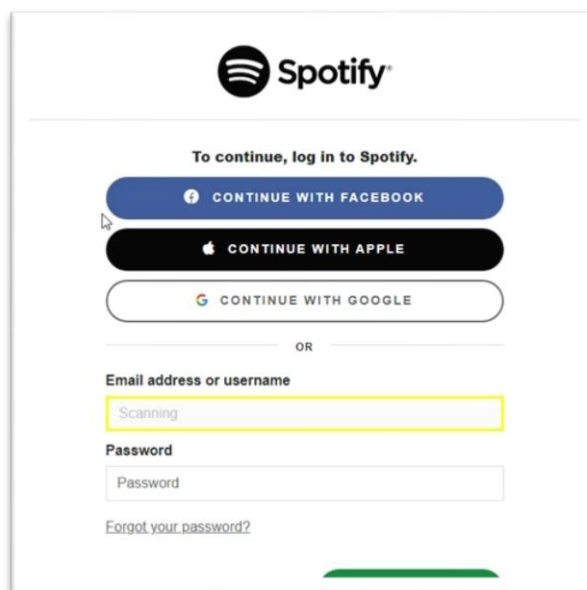 Spotify®
To continue, log in to Spotify.
CONTINUE WITH FACEBOOK
CONTINUE WITH APPLE
CONTINUE WITH GOOGLE
OR
Email address or username
Scanning
Password
Password
Forgot your password?